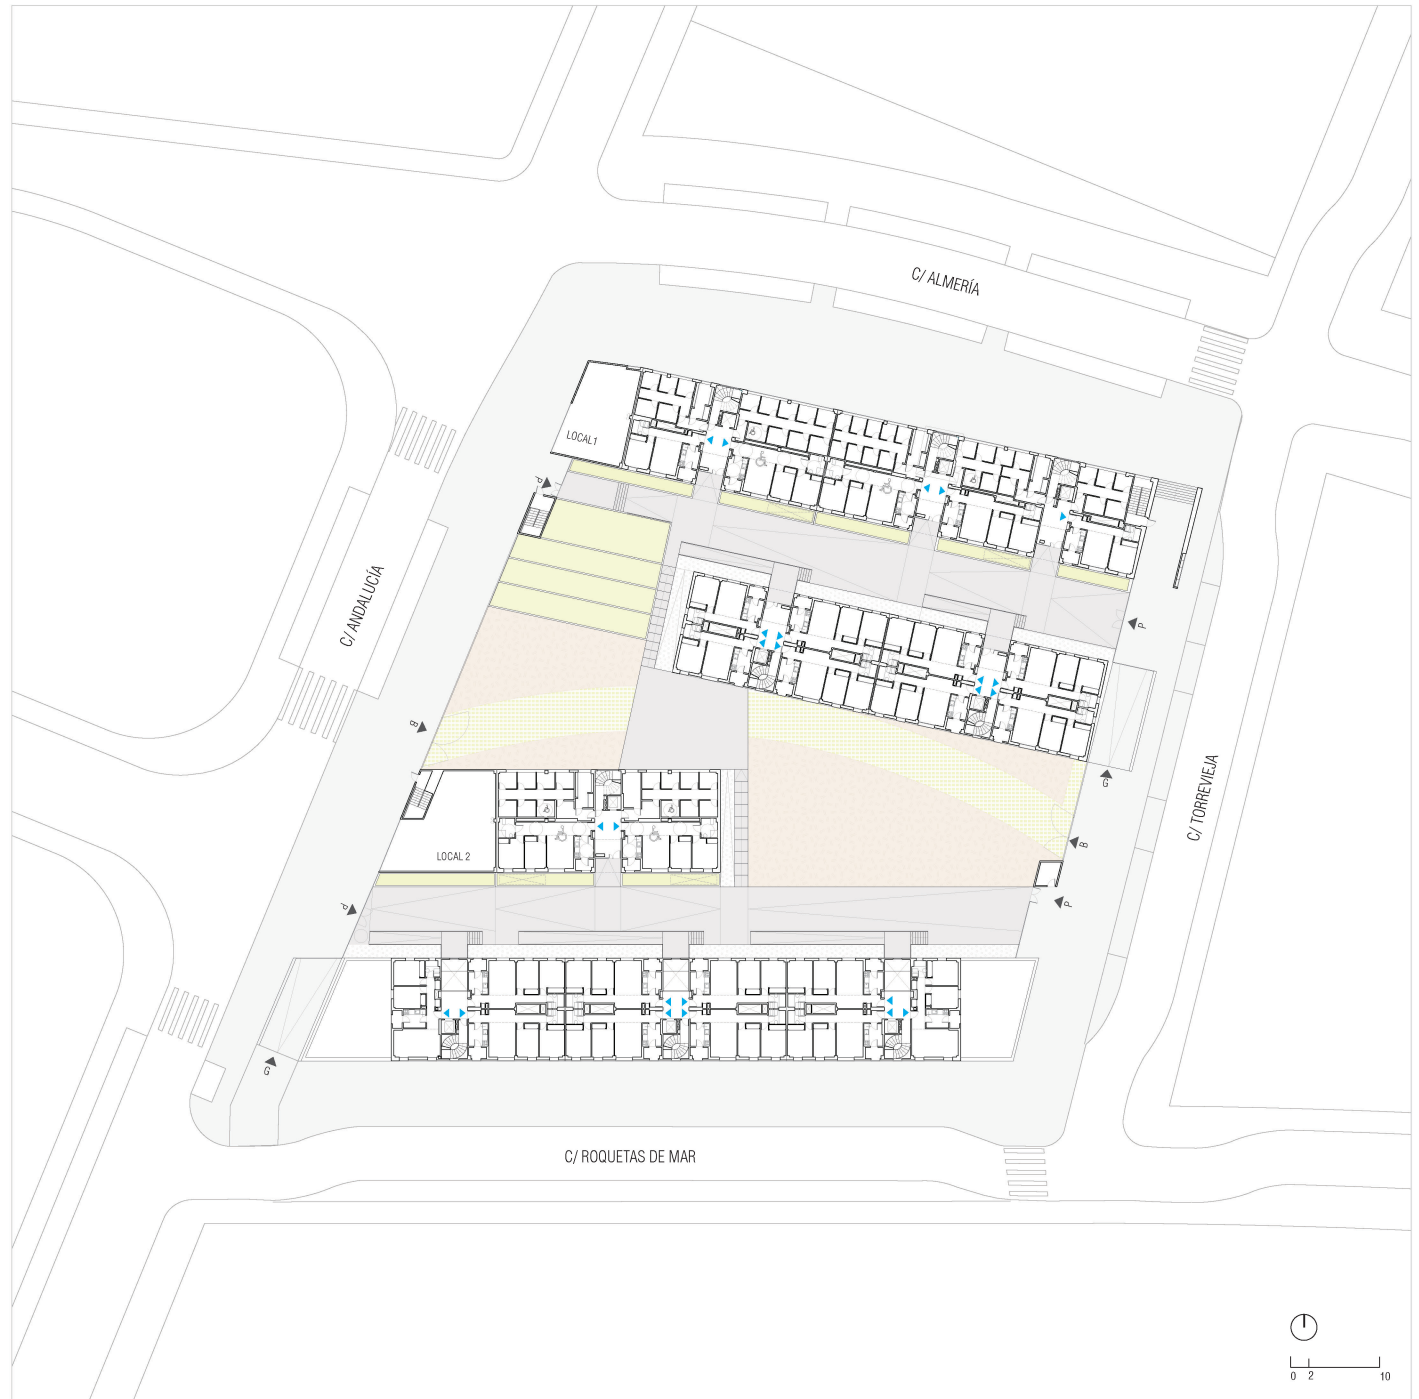 C/ ALMERÍA
LOCAL1
P
C/ ANDALUCÍA
P
B
G
C/ TORREVIEJA
B
LOCAL 2
P
P
G
C/ ROQUETAS DE MAR
0 2 10